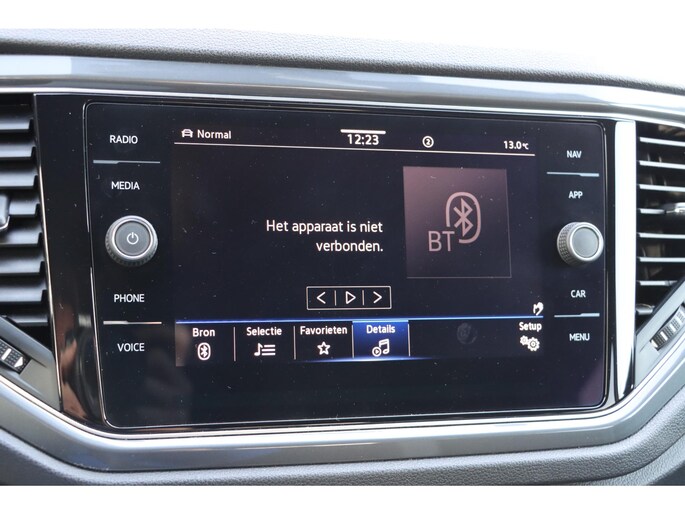 RADIO
MEDIA
PHONE
VOICE
Normal
12:23
2
13.0°C
Het apparaat is niet
verbonden.
BT
Bron
Selectie
Favorieten
Details
Setup
NAV
APP
CAR
MENU